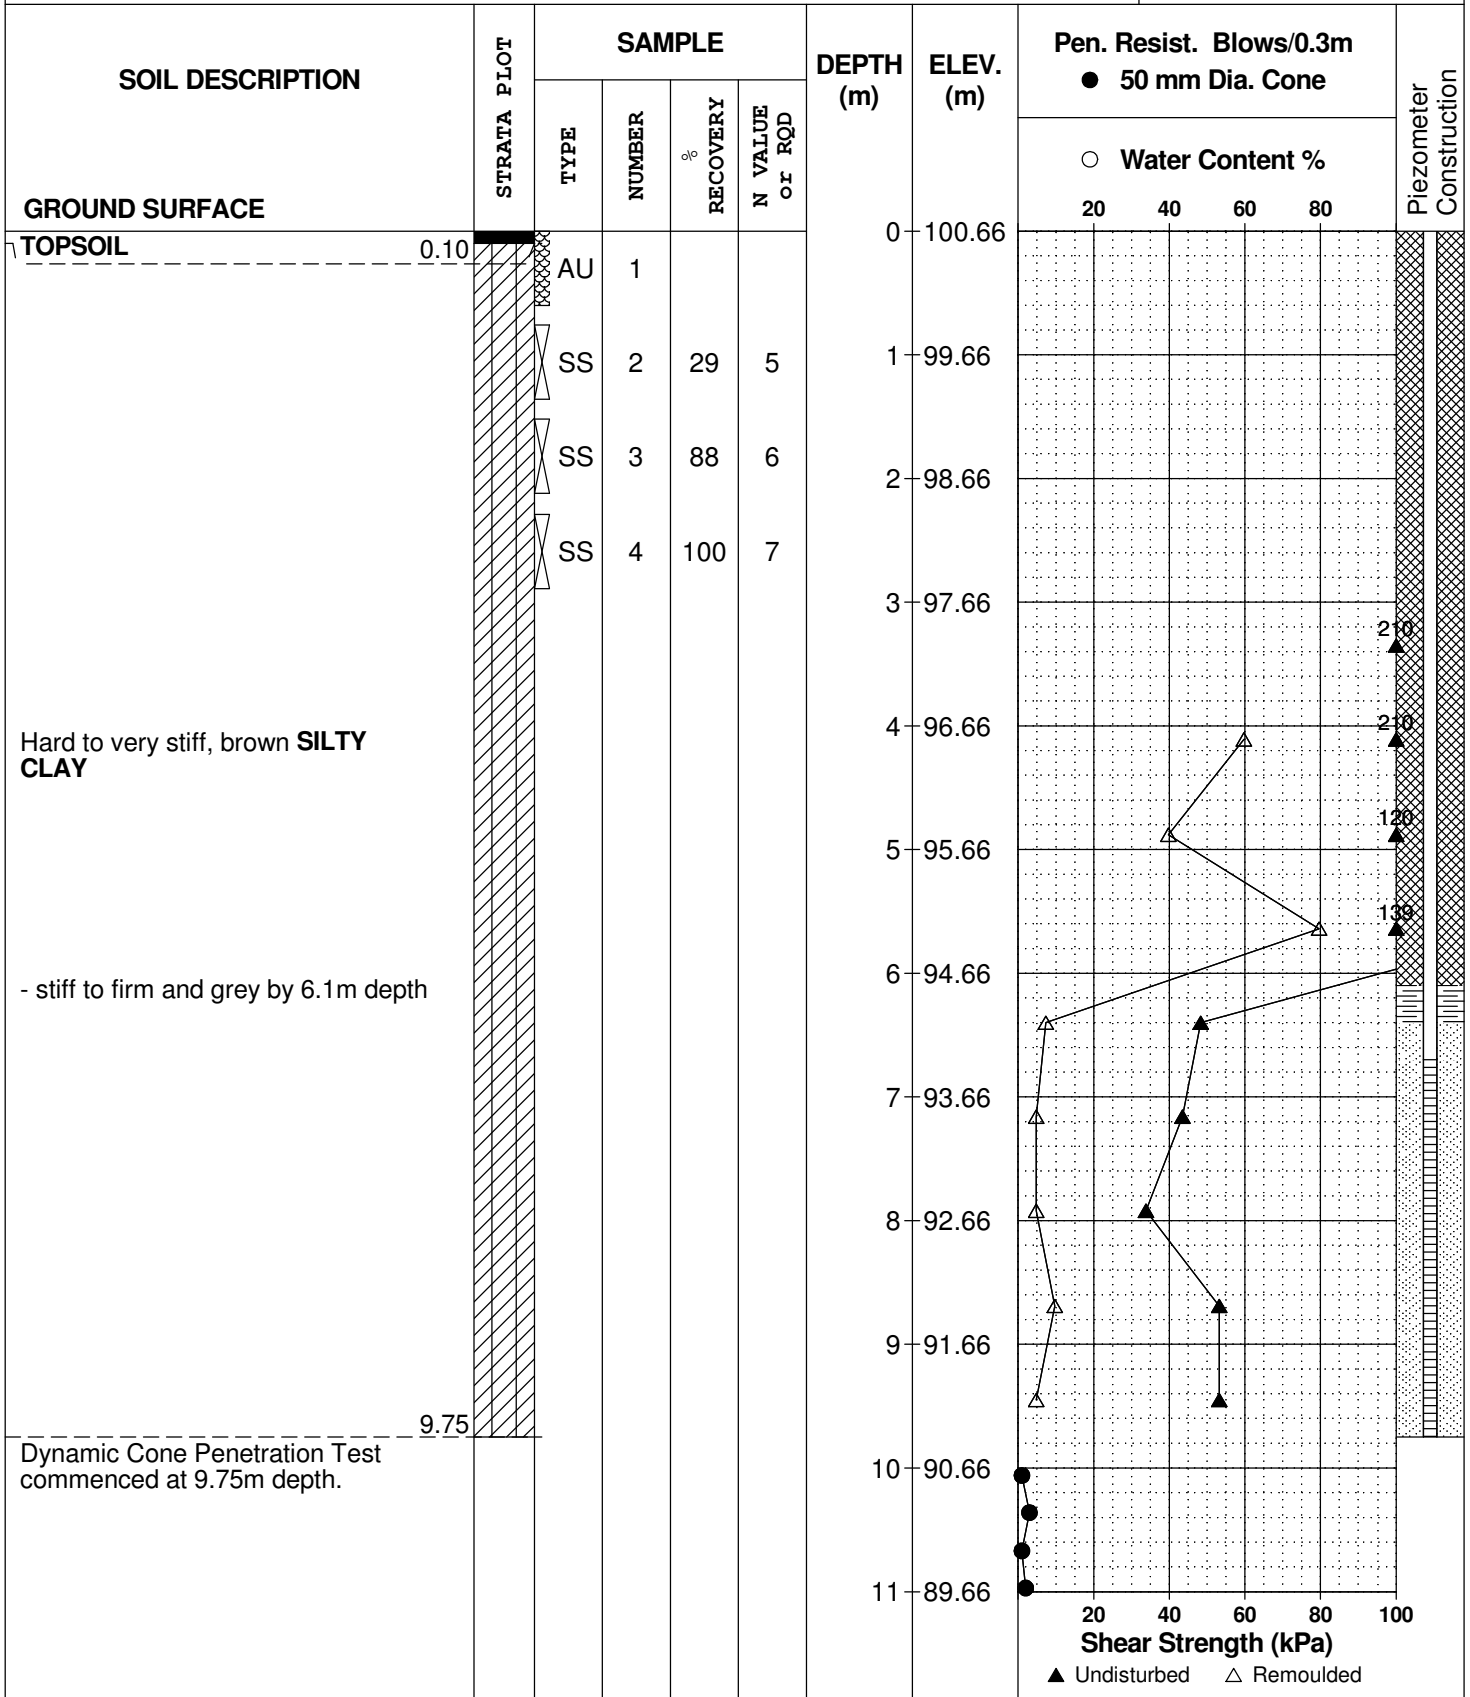 SOIL DESCRIPTION
GROUND SURFACE
STRATA PLOT
SAMPLE
TYPE
NUMBER
% RECOVERY
N VALUE or RQD
DEPTH (m)
ELEV. (m)
Pen. Resist. Blows/0.3m
● 50 mm Dia. Cone
○ Water Content %
20 40 60 80
Piezometer
Construction
TOPSOIL 0.10
AU 1
SS 2 29 5
SS 3 88 6
SS 4 100 7
0 100.66
1 99.66
2 98.66
3 97.66
210
4 96.66
210
Hard to very stiff, brown SILTY
CLAY
120
5 95.66
139
6 94.66
- stiff to firm and grey by 6.1m depth
7 93.66
8 92.66
9 91.66
9.75
Dynamic Cone Penetration Test
commenced at 9.75m depth.
10 90.66
11 89.66
20 40 60 80 100
Shear Strength (kPa)
▲ Undisturbed △ Remoulded